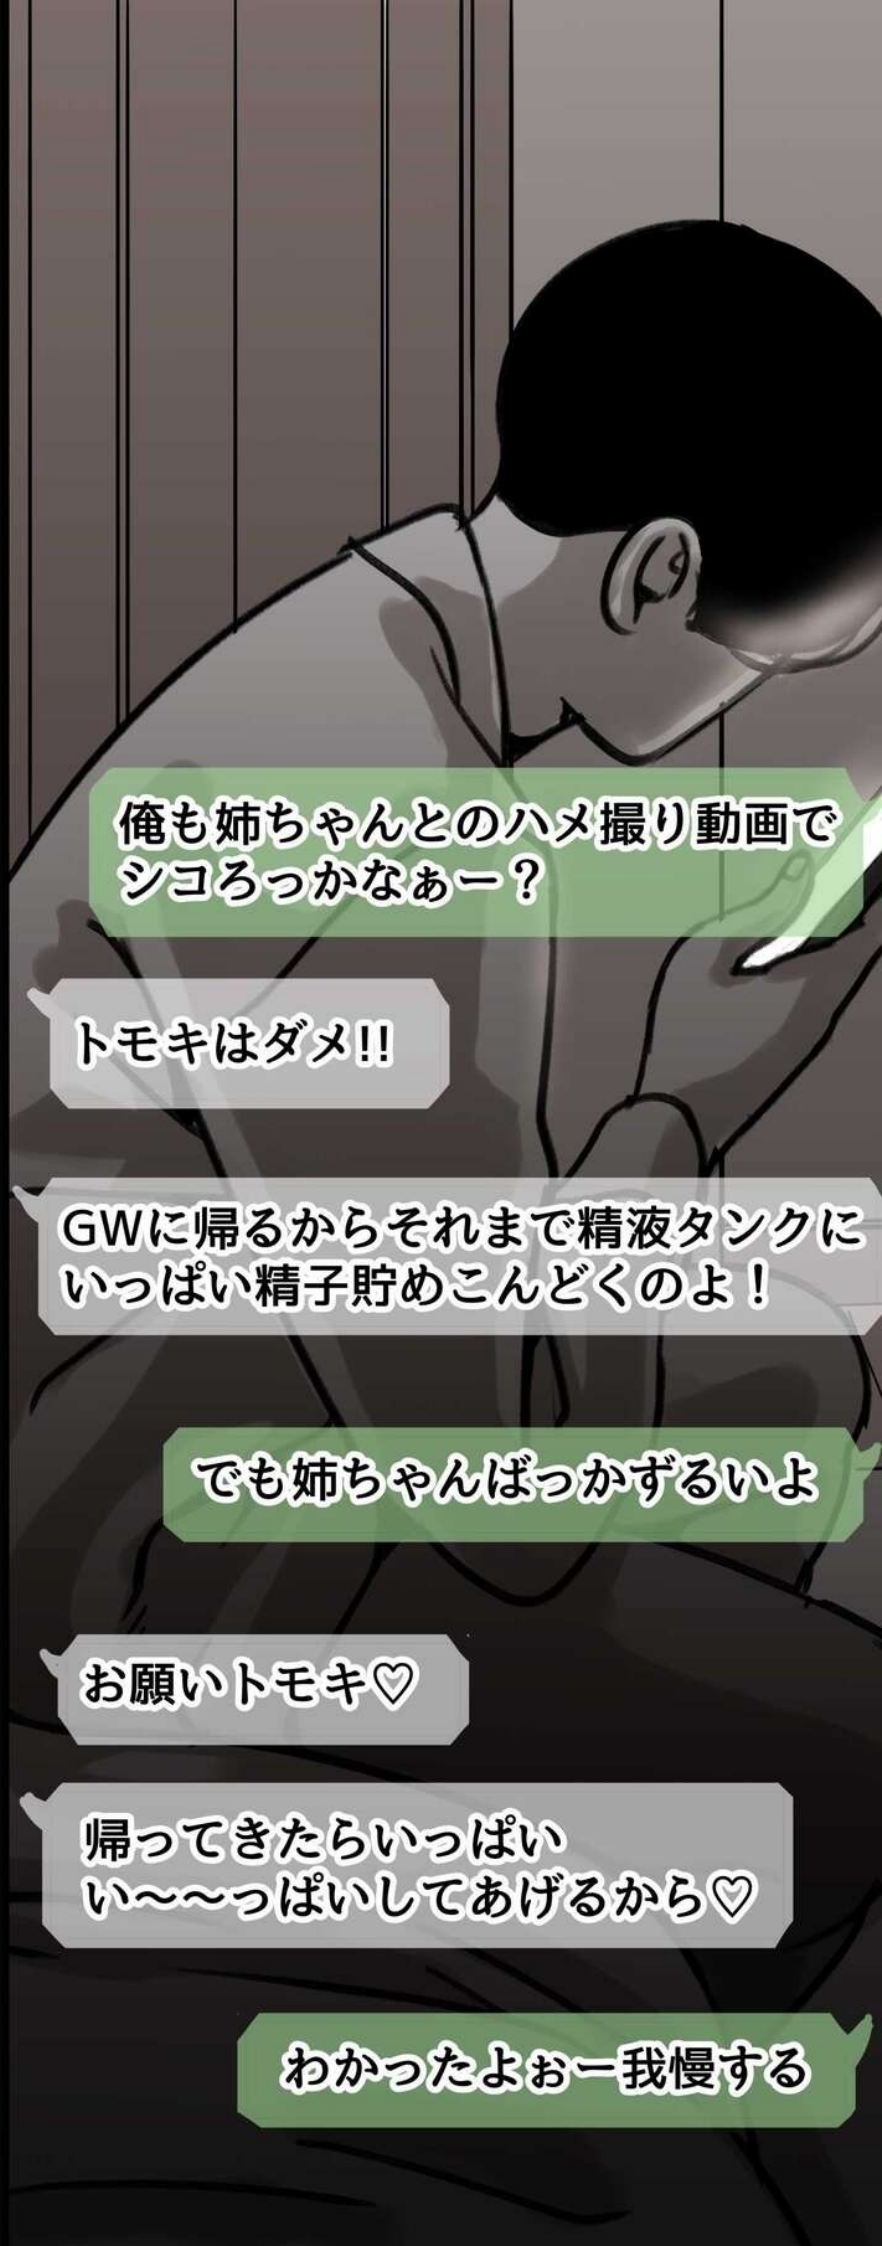 俺も姉ちゃんとのハメ撮り動画で
シコろっかなぁー？
トモキはダメ!!
GWに帰るからそれまで精液タンクに
いっぱい精子貯めこんどくのよ！
でも姉ちゃんばっかずるいよ
お願いトモキ♡
帰ってきたらいっぱい
い～～っぱいしてあげるから♡
わかったよぉー我慢する